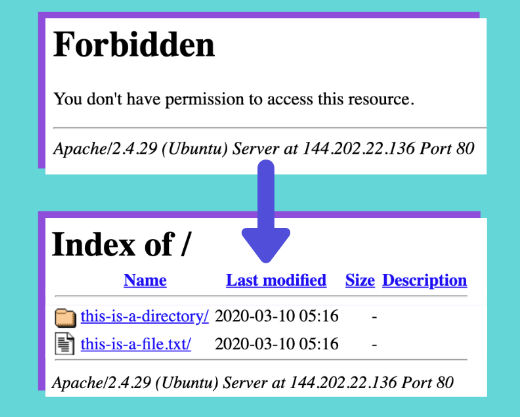 Forbidden
You don't have permission to access this resource.
Apache/2.4.29 (Ubuntu) Server at 144.202.22.136 Port 80
Index of /
Name Last modified Size Description
this-is-a-directory/ 2020-03-10 05:16 -
this-is-a-file.txt/ 2020-03-10 05:16 -
Apache/2.4.29 (Ubuntu) Server at 144.202.22.136 Port 80